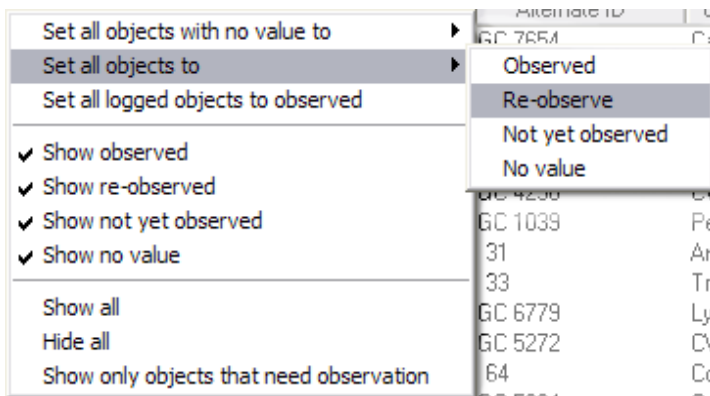 Alternate ID
Set all objects with no value to
GC 7654
Set all objects to
Observed
Set all logged objects to observed
Re-observe
Not yet observed
No value
Show observed
Show re-observed
GC 4258
Show not yet observed
GC 1039
Show no value
31
33
Show all
GC 6779
Hide all
GC 5272
Show only objects that need observation
64